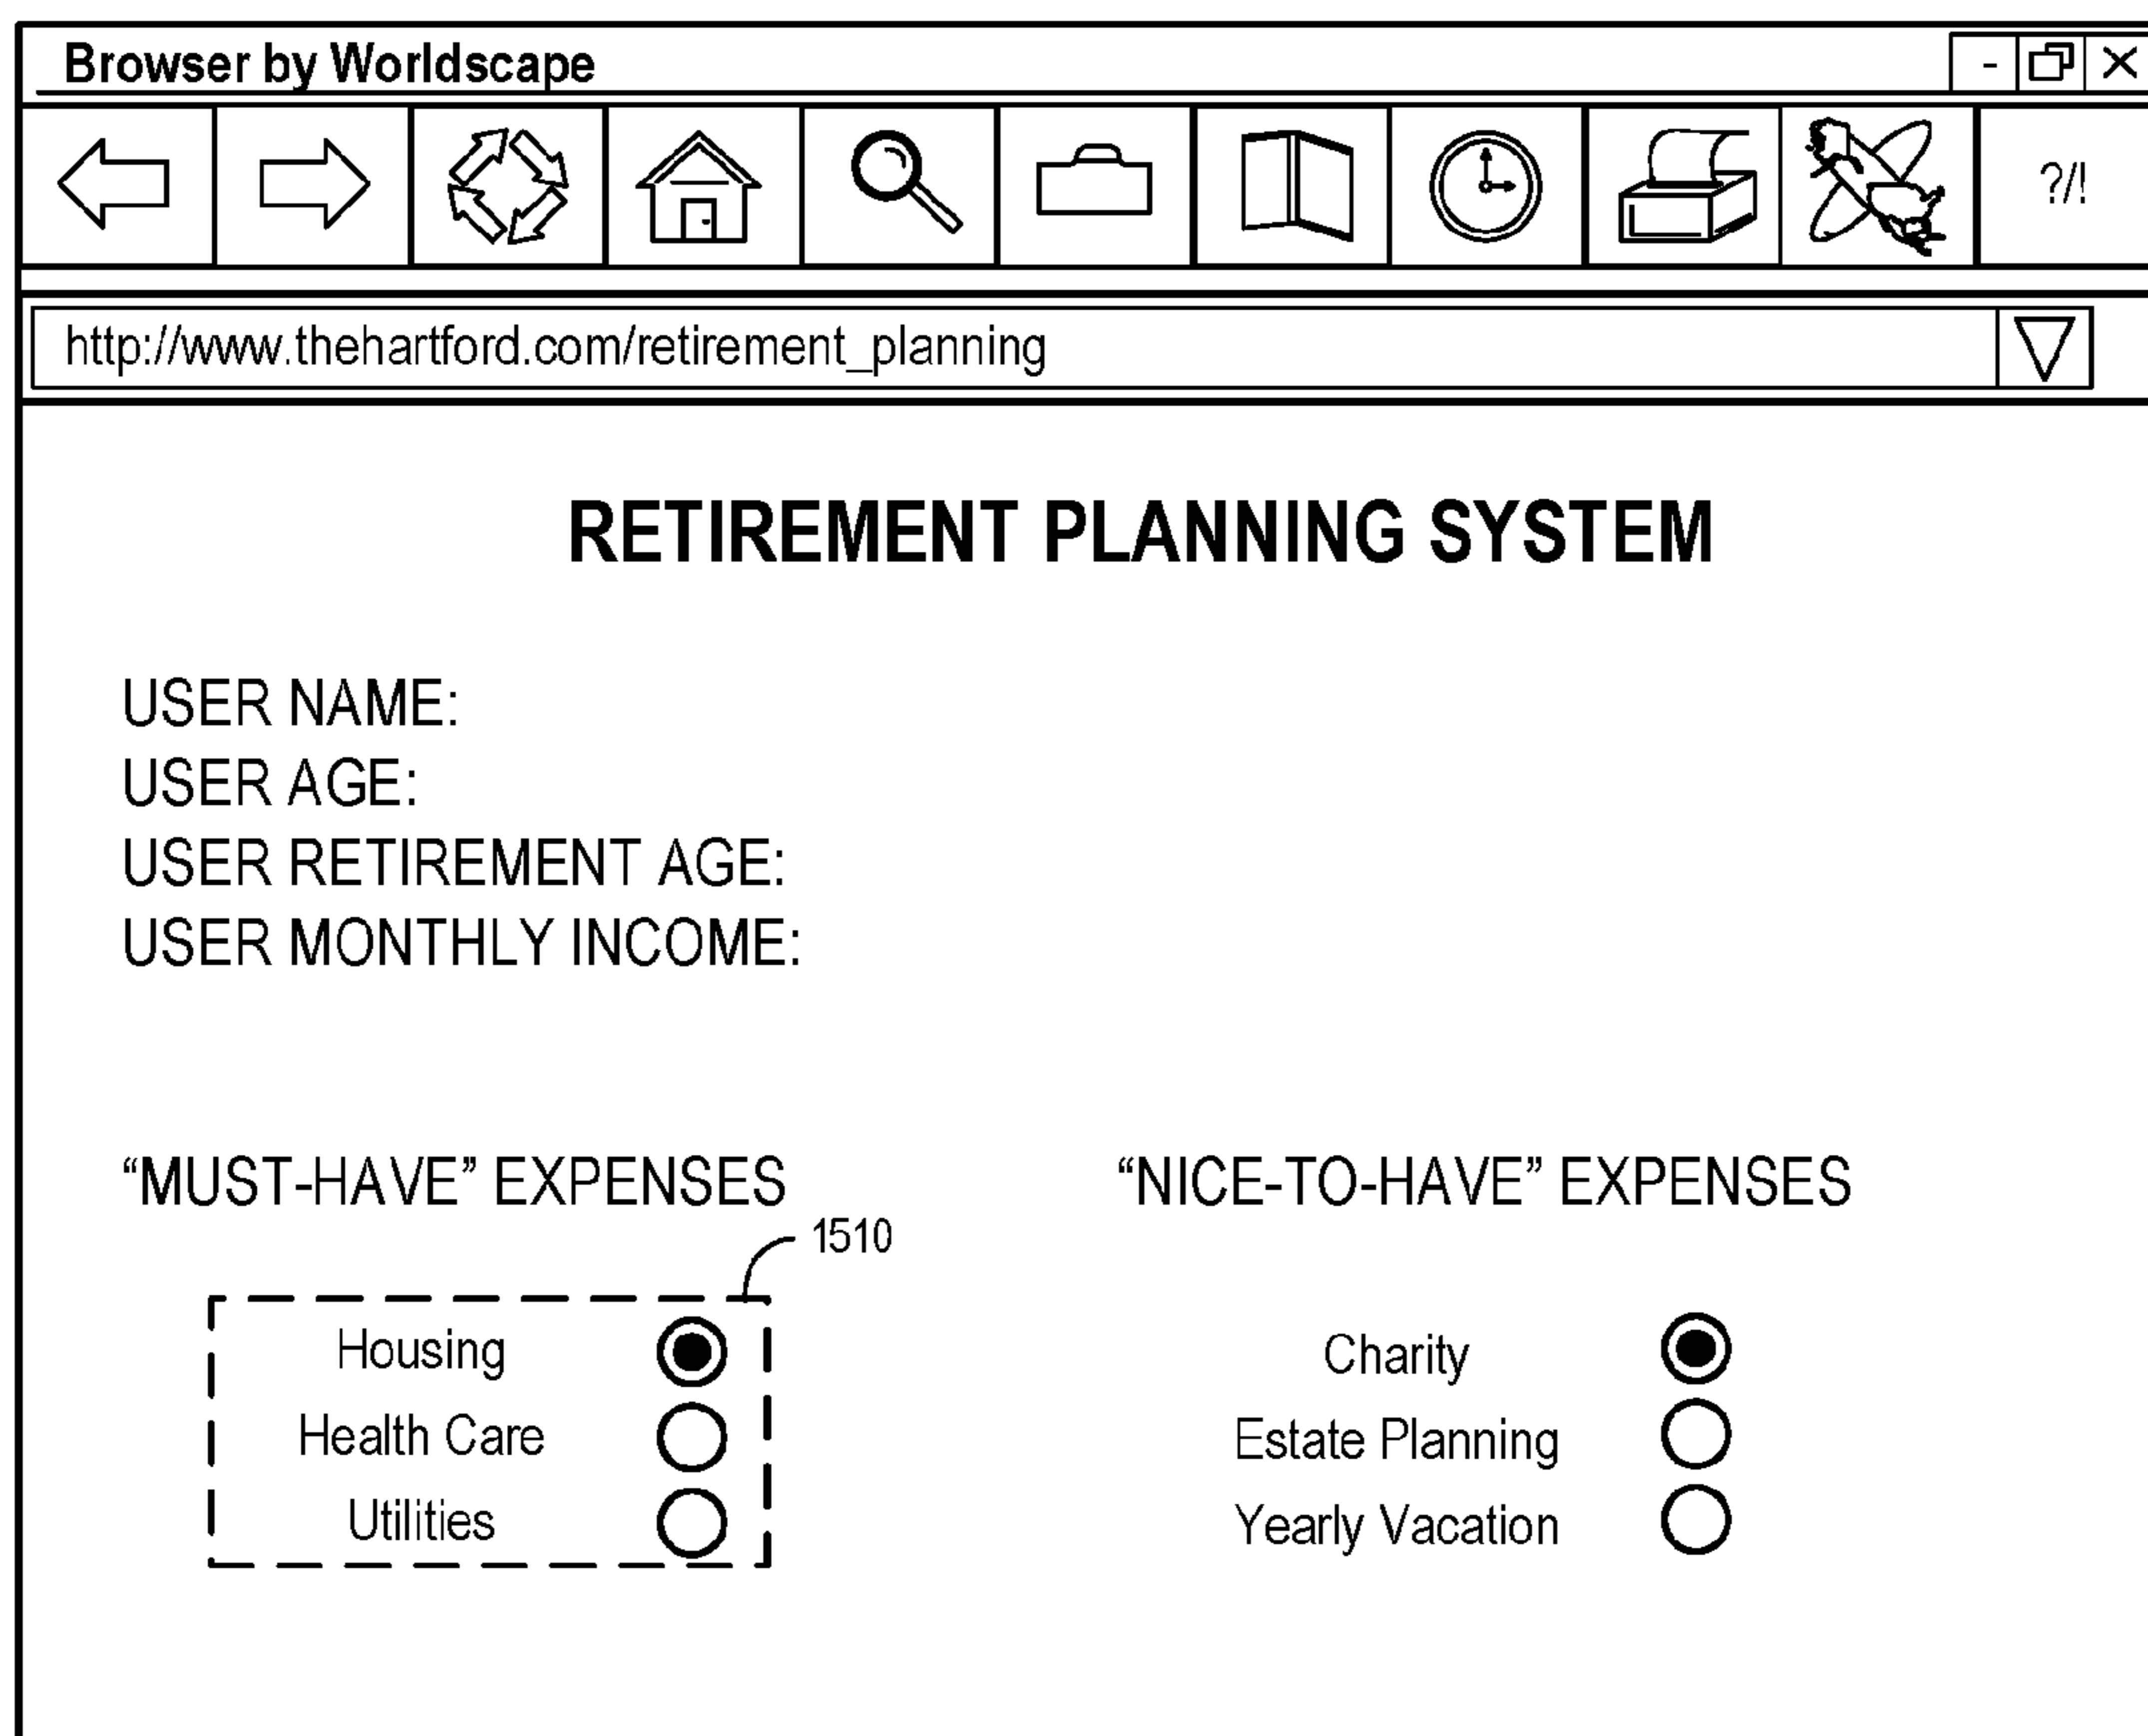 Browser by Worldscape
- ×
?/!
http://www.thehartford.com/retirement_planning
RETIREMENT PLANNING SYSTEM
USER NAME:
USER AGE:
USER RETIREMENT AGE:
USER MONTHLY INCOME:
“MUST-HAVE” EXPENSES
1510
Housing
Health Care
Utilities
“NICE-TO-HAVE” EXPENSES
Charity
Estate Planning
Yearly Vacation